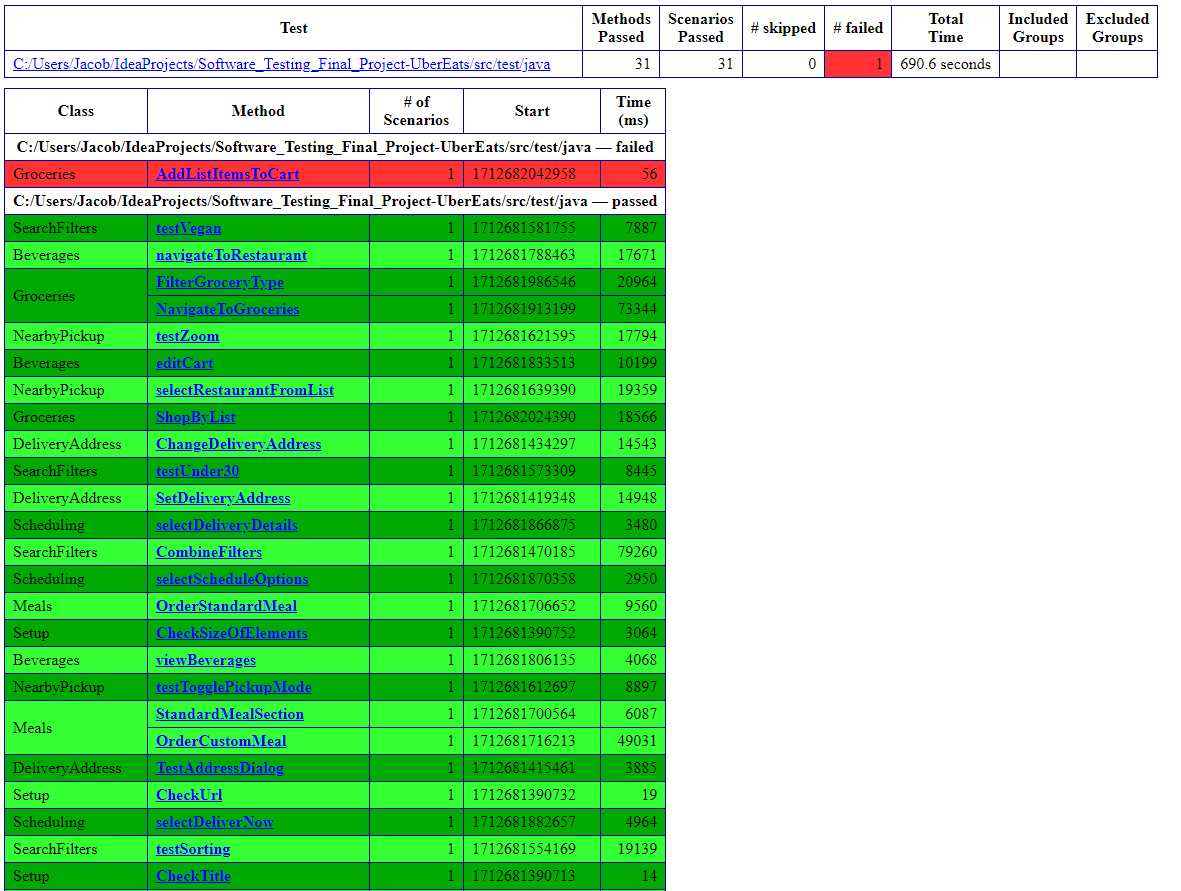 Test Methods Passed Scenarios Passed # skipped # failed Total Time Included Groups Excluded Groups
C:/Users/Jacob/IdeaProjects/Software_Testing_Final_Project-UberEats/src/test/java 31 31 0 1 690.6 seconds
Class Method # of Scenarios Start Time (ms)
C:/Users/Jacob/IdeaProjects/Software_Testing_Final_Project-UberEats/src/test/java — failed
Groceries AddListItemsToCart 1 1712682042958 56
C:/Users/Jacob/IdeaProjects/Software_Testing_Final_Project-UberEats/src/test/java — passed
SearchFilters testVegan 1 1712681581755 7887
Beverages navigateToRestaurant 1 1712681788463 17671
Groceries FilterGroceryType 1 1712681986546 20964
NavigateToGroceries 1 1712681913199 73344
NearbyPickup testZoom 1 1712681621595 17794
Beverages editCart 1 1712681833513 10199
NearbyPickup selectRestaurantFromList 1 1712681639390 19359
Groceries ShopByList 1 1712682024390 18566
DeliveryAddress ChangeDeliveryAddress 1 1712681434297 14543
SearchFilters testUnder30 1 1712681573309 8445
DeliveryAddress SetDeliveryAddress 1 1712681419348 14948
Scheduling selectDeliveryDetails 1 1712681866875 3480
SearchFilters CombineFilters 1 1712681470185 79260
Scheduling selectScheduleOptions 1 1712681870358 2950
Meals OrderStandardMeal 1 1712681706652 9560
Setup CheckSizeOfElements 1 1712681390752 3064
Beverages viewBeverages 1 1712681806135 4068
NearbyPickup testTogglePickupMode 1 1712681612697 8897
Meals StandardMealSection 1 1712681700564 6087
OrderCustomMeal 1 1712681716213 49031
DeliveryAddress TestAddressDialog 1 1712681415461 3885
Setup CheckUrl 1 1712681390732 19
Scheduling selectDeliverNow 1 1712681882657 4964
SearchFilters testSorting 1 1712681554169 19139
Setup CheckTitle 1 1712681390713 14